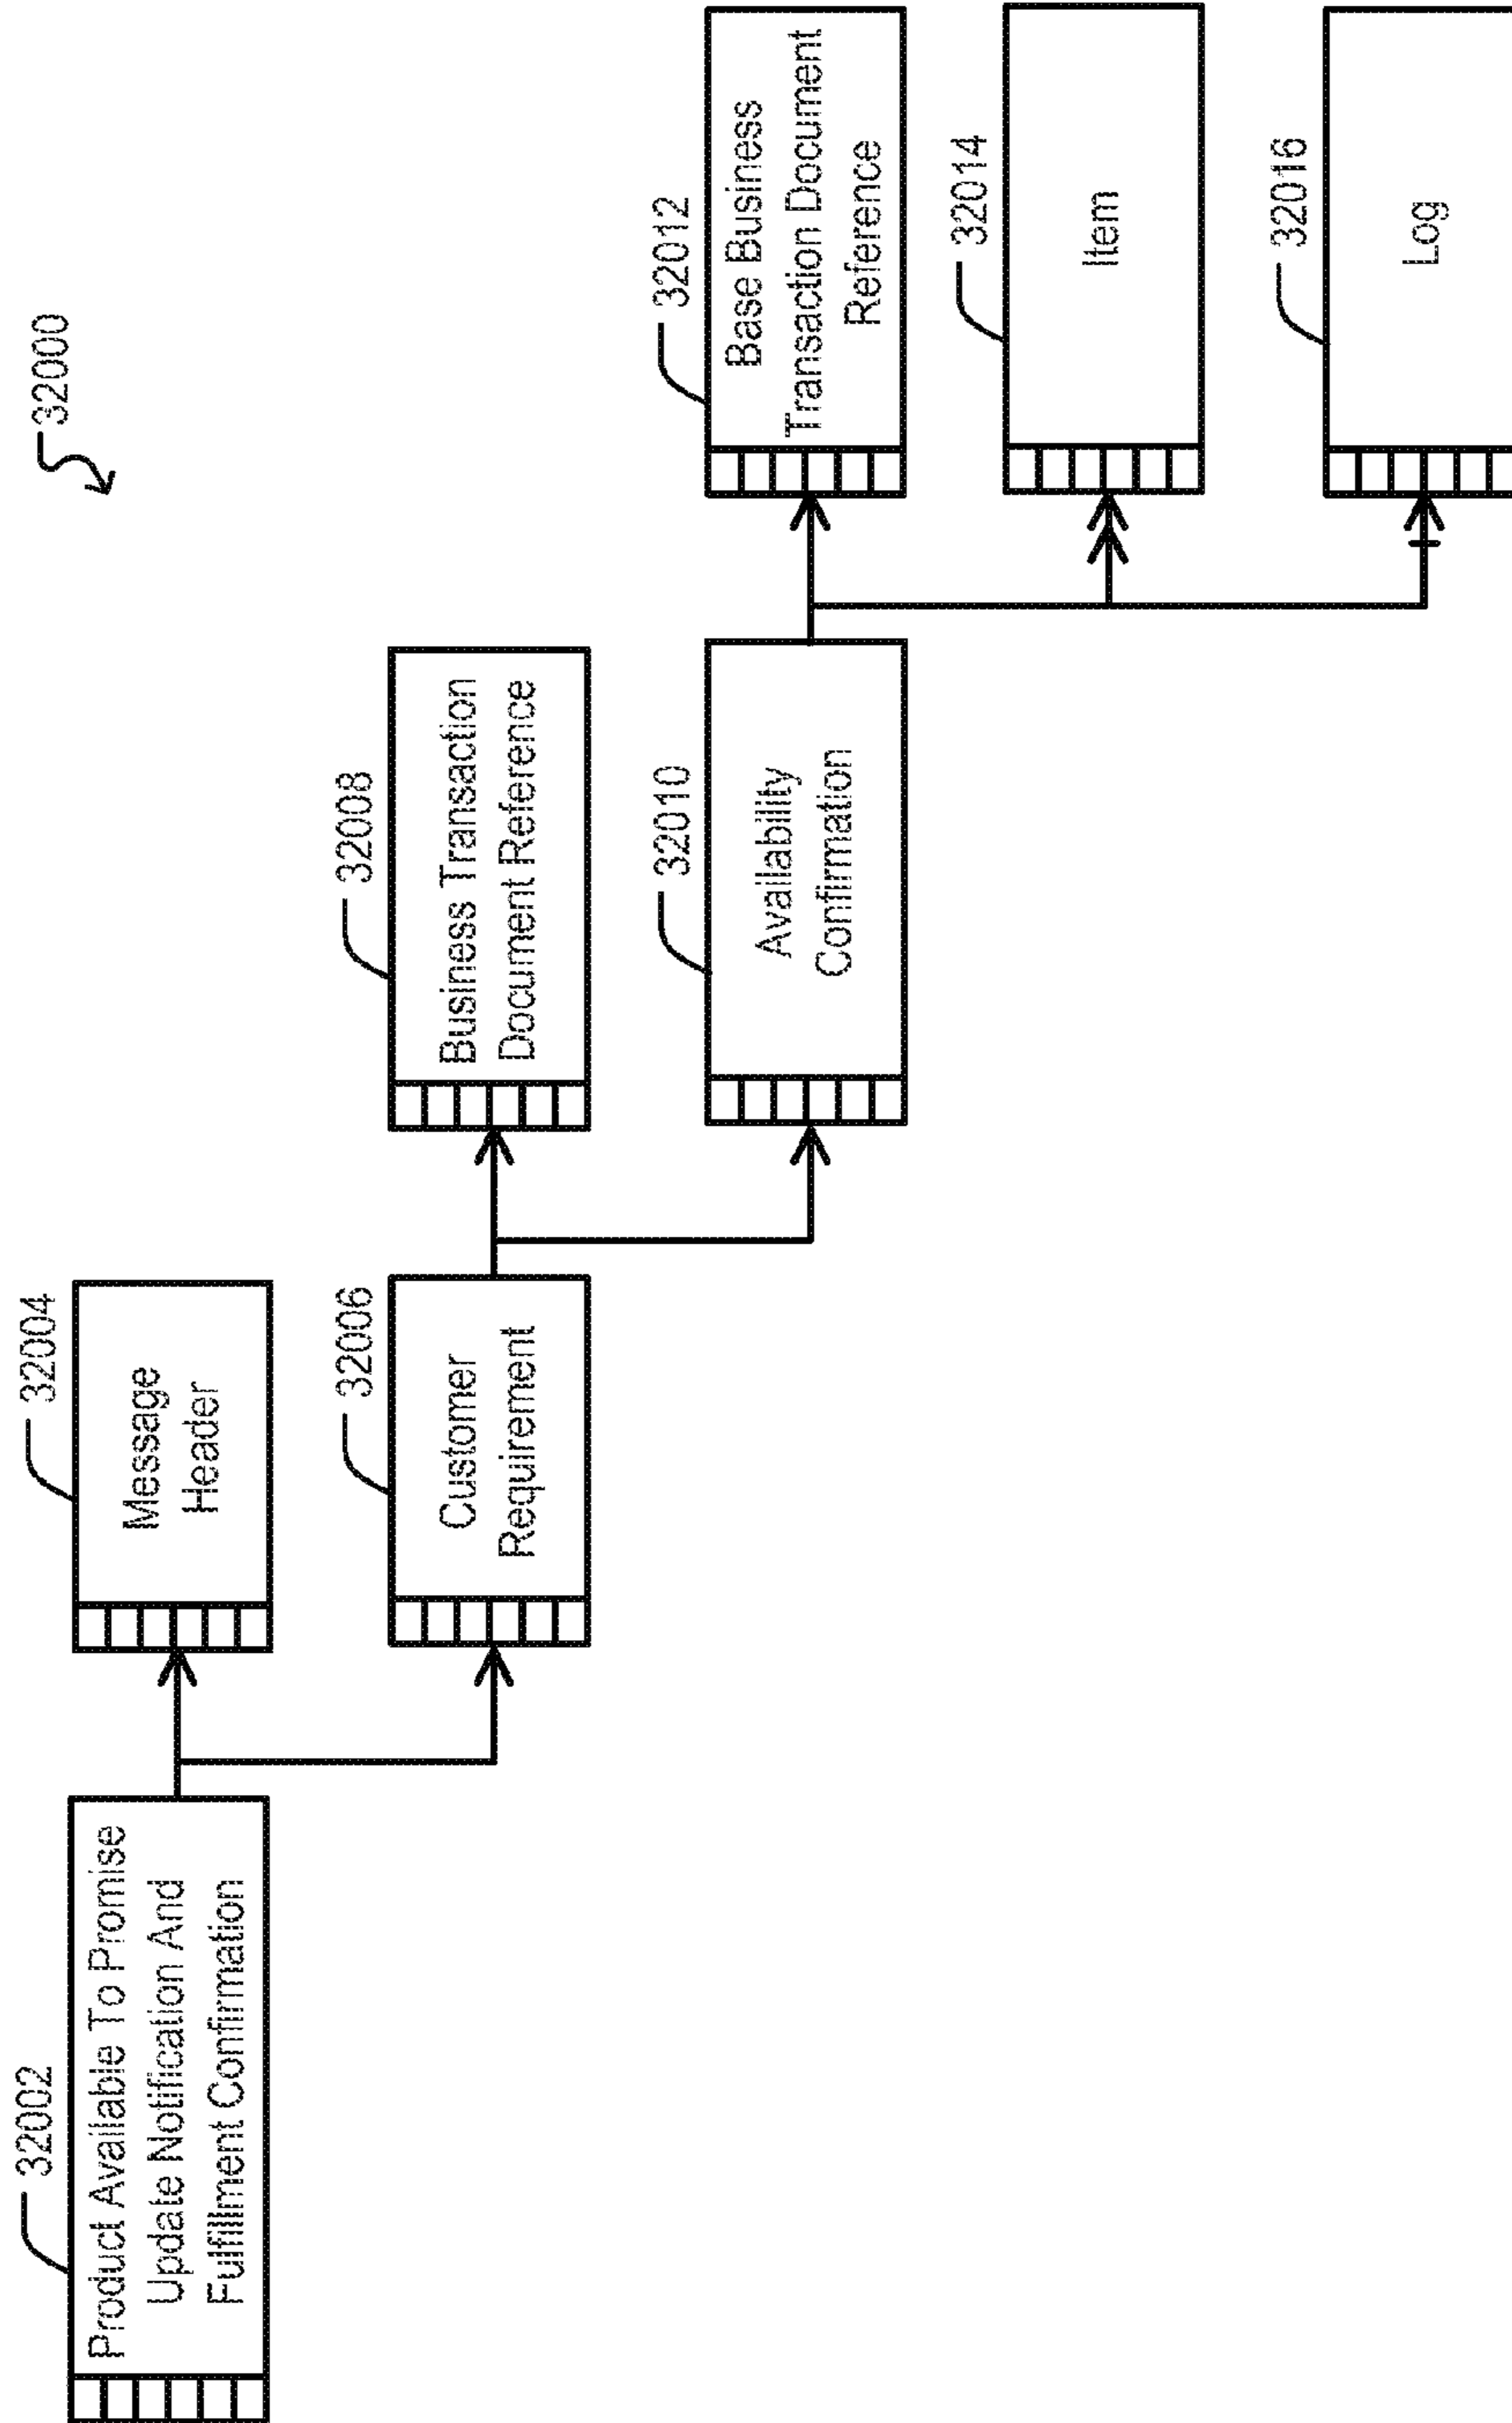 32000
32002
Product Available To Promise
Update Notification And
Fulfillment Confirmation
32004
Message
Header
32006
Customer
Requirement
32008
Business Transaction
Document Reference
32010
Availability
Confirmation
32012
Base Business
Transaction Document
Reference
32014
Item
32016
Log